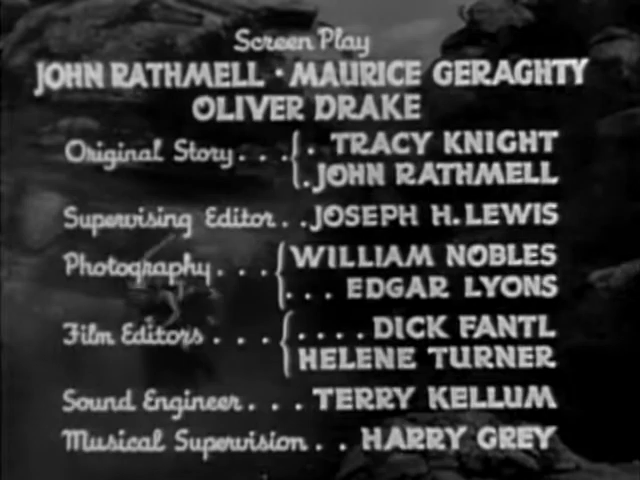 Screen Play
JOHN RATHMELL · MAURICE GERAGHTY
OLIVER DRAKE
Original Story . . . { . TRACY KNIGHT
. JOHN RATHMELL
Supervising Editor . . JOSEPH H. LEWIS
Photography . . . { WILLIAM NOBLES
. . . EDGAR LYONS
Film Editors . . . { . . . . DICK FANTL
HELENE TURNER
Sound Engineer . . . TERRY KELLUM
Musical Supervision . . HARRY GREY